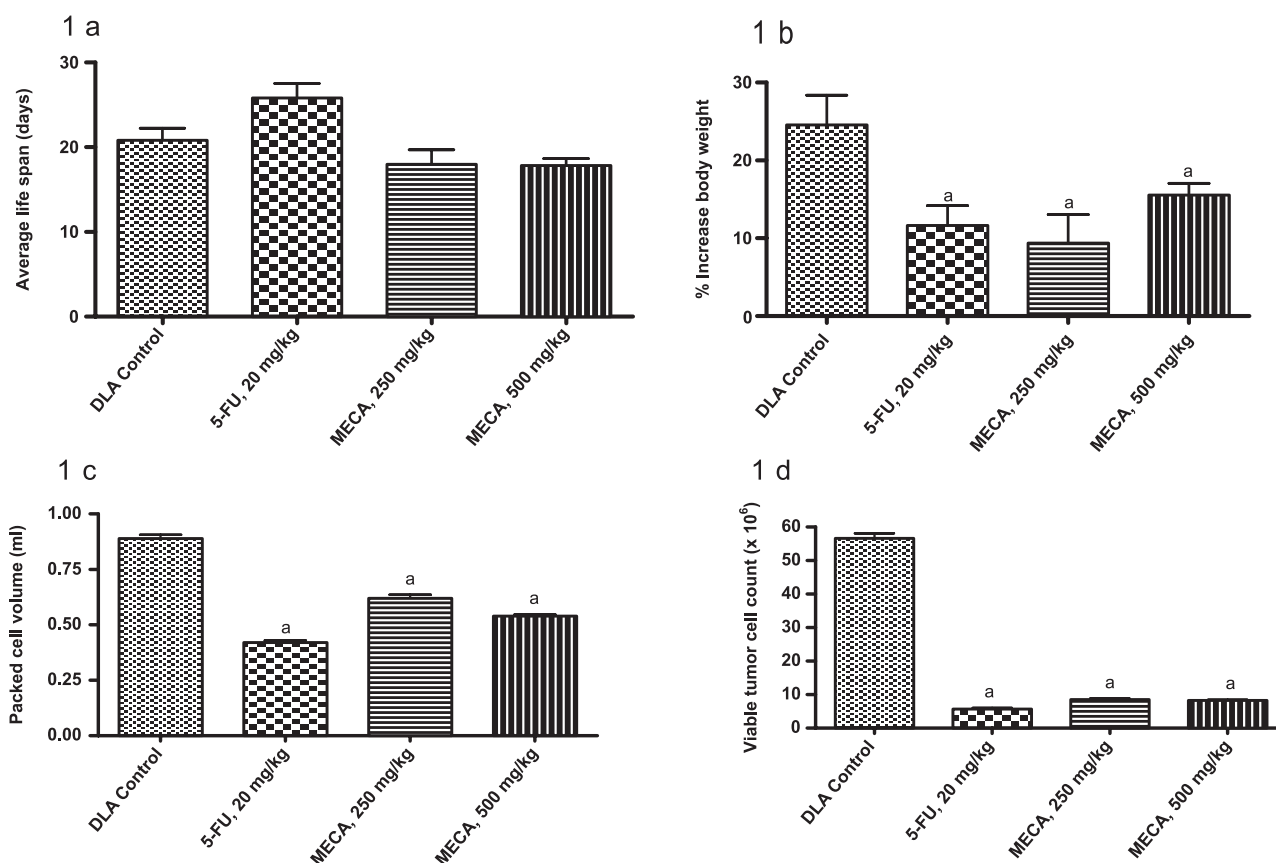 1 a
Average life span (days)
30
20
10
0
DLA Control
5-FU, 20 mg/kg
MECA, 250 mg/kg
MECA, 500 mg/kg
1 b
% Increase body weight
30
20
10
0
a
a
a
DLA Control
5-FU, 20 mg/kg
MECA, 250 mg/kg
MECA, 500 mg/kg
1 c
Packed cell volume (ml)
1.00
0.75
0.50
0.25
0.00
a
a
a
DLA Control
5-FU, 20 mg/kg
MECA, 250 mg/kg
MECA, 500 mg/kg
1 d
Viable tumor cell count (x 10⁶)
60
50
40
30
20
10
0
a
a
a
DLA Control
5-FU, 20 mg/kg
MECA, 250 mg/kg
MECA, 500 mg/kg